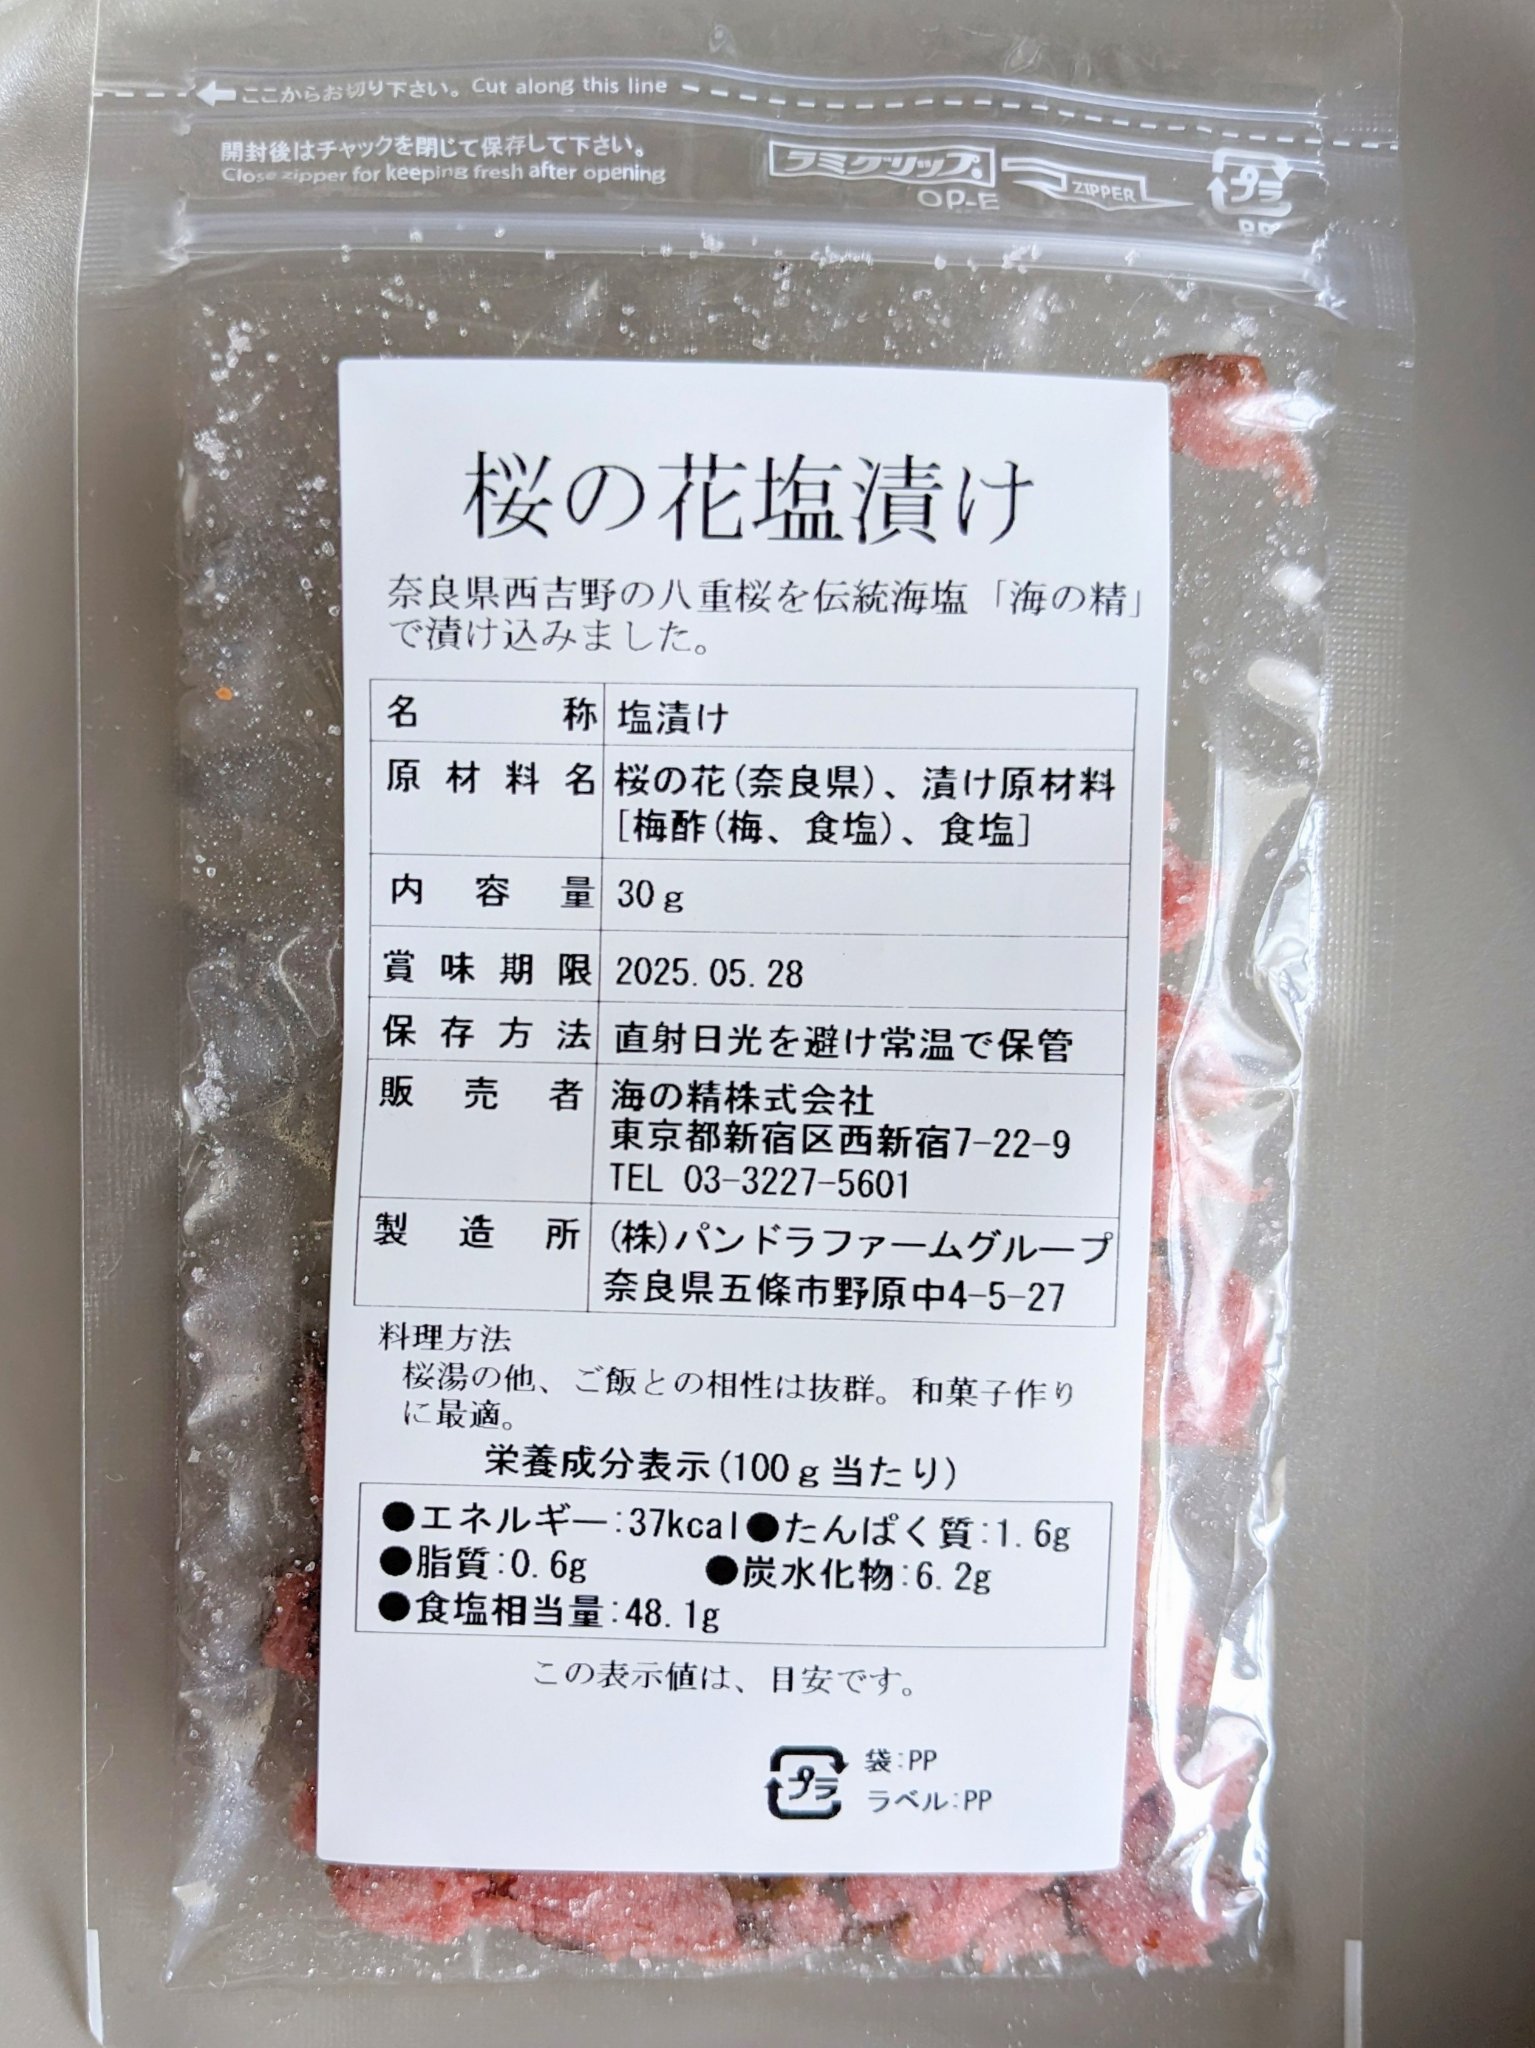 ここからお切り下さい。Cut along this line
開封後はチャックを閉じて保存して下さい。
Close zipper for keeping fresh after opening
ラミグリップ ZIPPER
OP-E
プラ
PP
桜の花塩漬け
奈良県西吉野の八重桜を伝統海塩「海の精」
で漬け込みました。
名称 塩漬け
原材料名 桜の花(奈良県)、漬け原材料
[梅酢(梅、食塩)、食塩]
内容量 30g
賞味期限 2025.05.28
保存方法 直射日光を避け常温で保管
販売者 海の精株式会社
東京都新宿区西新宿7-22-9
TEL 03-3227-5601
製造所 (株)パンドラファームグループ
奈良県五條市野原中4-5-27
料理方法
桜湯の他、ご飯との相性は抜群。和菓子作り
に最適。
栄養成分表示(100g当たり)
●エネルギー:37kcal●たんぱく質:1.6g
●脂質:0.6g ●炭水化物:6.2g
●食塩相当量:48.1g
この表示値は、目安です。
プラ 袋:PP
ラベル:PP